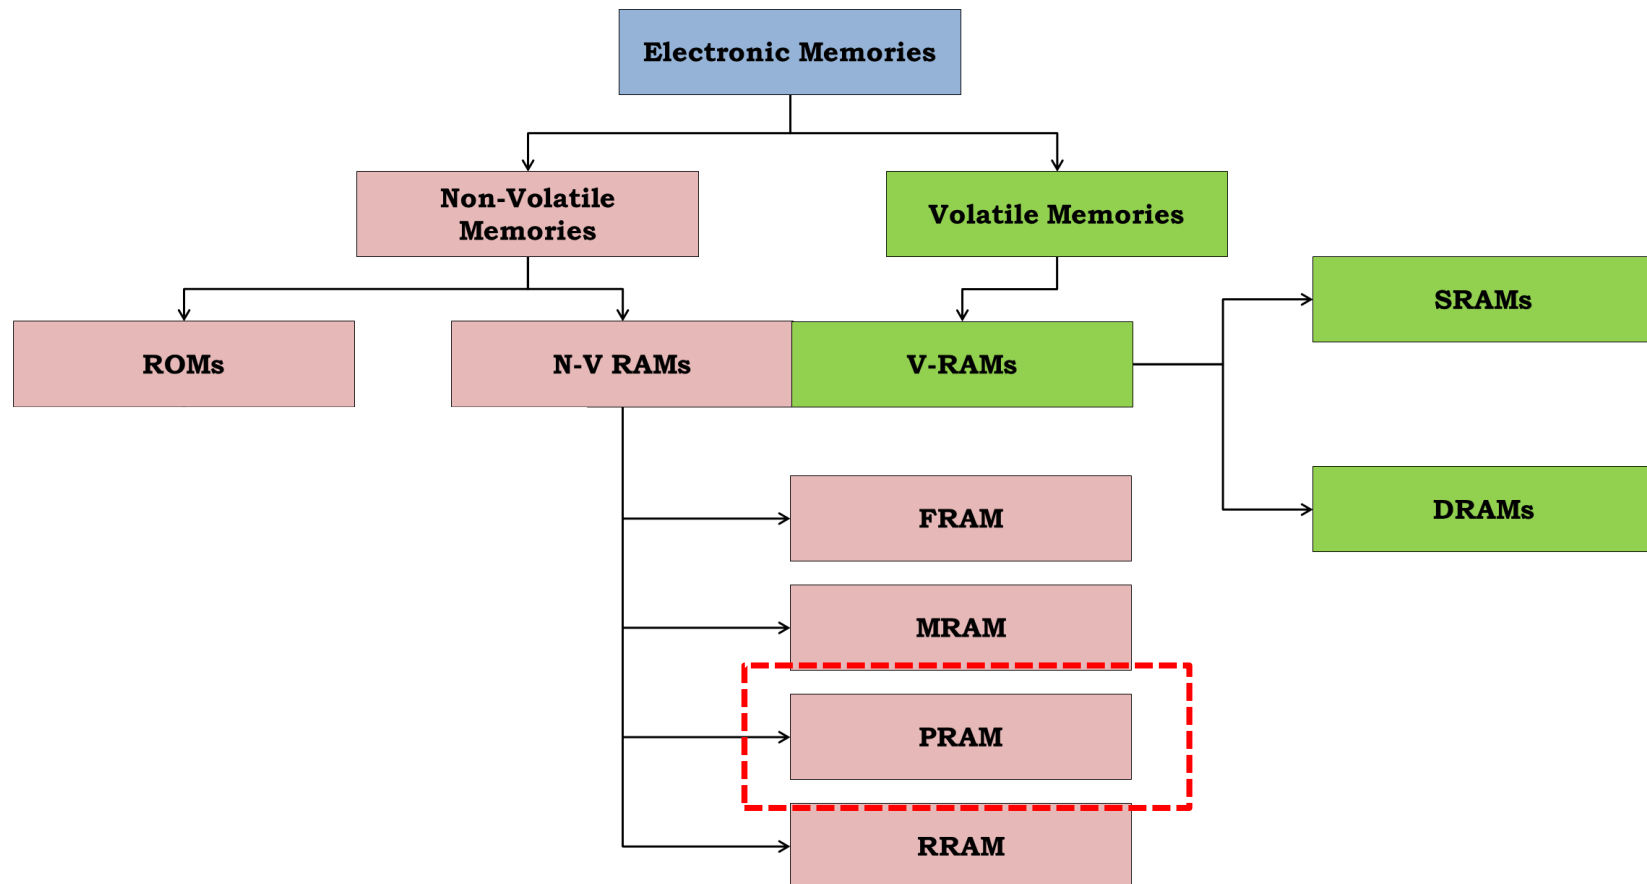 Electronic Memories
Non-Volatile
Memories
Volatile Memories
SRAMs
ROMs
N-V RAMs
V-RAMs
DRAMs
FRAM
MRAM
PRAM
RRAM